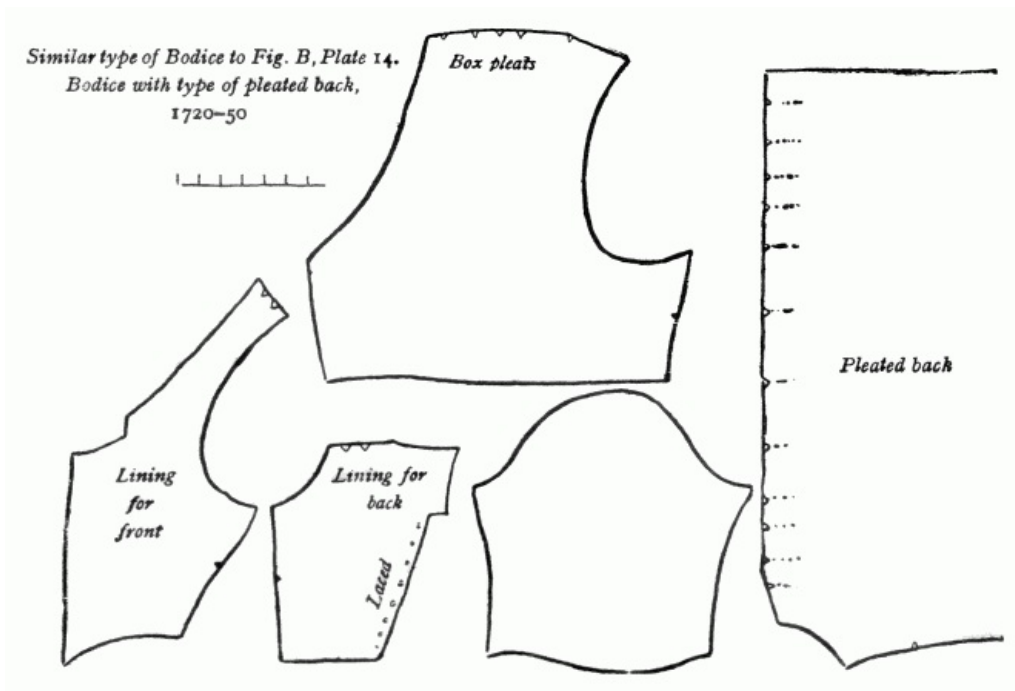 Similar type of Bodice to Fig. B, Plate 14.
Bodice with type of pleated back,
1720–50
Box pleats
Pleated back
Lining
for
front
Lining for
back
Laced